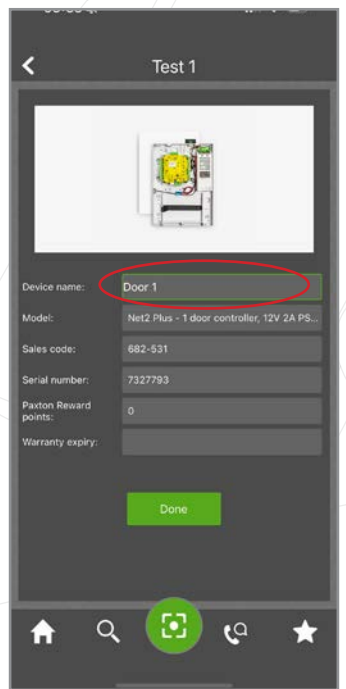 Test 1
Device name: Door 1
Model: Net2 Plus - 1 door controller, 12V 2A PS...
Sales code: 682-531
Serial number: 7327793
Paxton Reward
points: 0
Warranty expiry:
Done